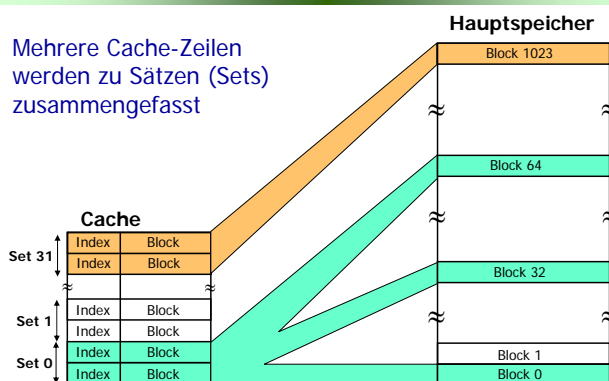 Hauptspeicher
Mehrere Cache-Zeilen
werden zu Sätzen (Sets)
zusammengefasst
Block 1023
Block 64
Cache
Set 31
Index Block
Index Block
Block 32
Set 1
Index Block
Index Block
Set 0
Index Block
Index Block
Block 1
Block 0